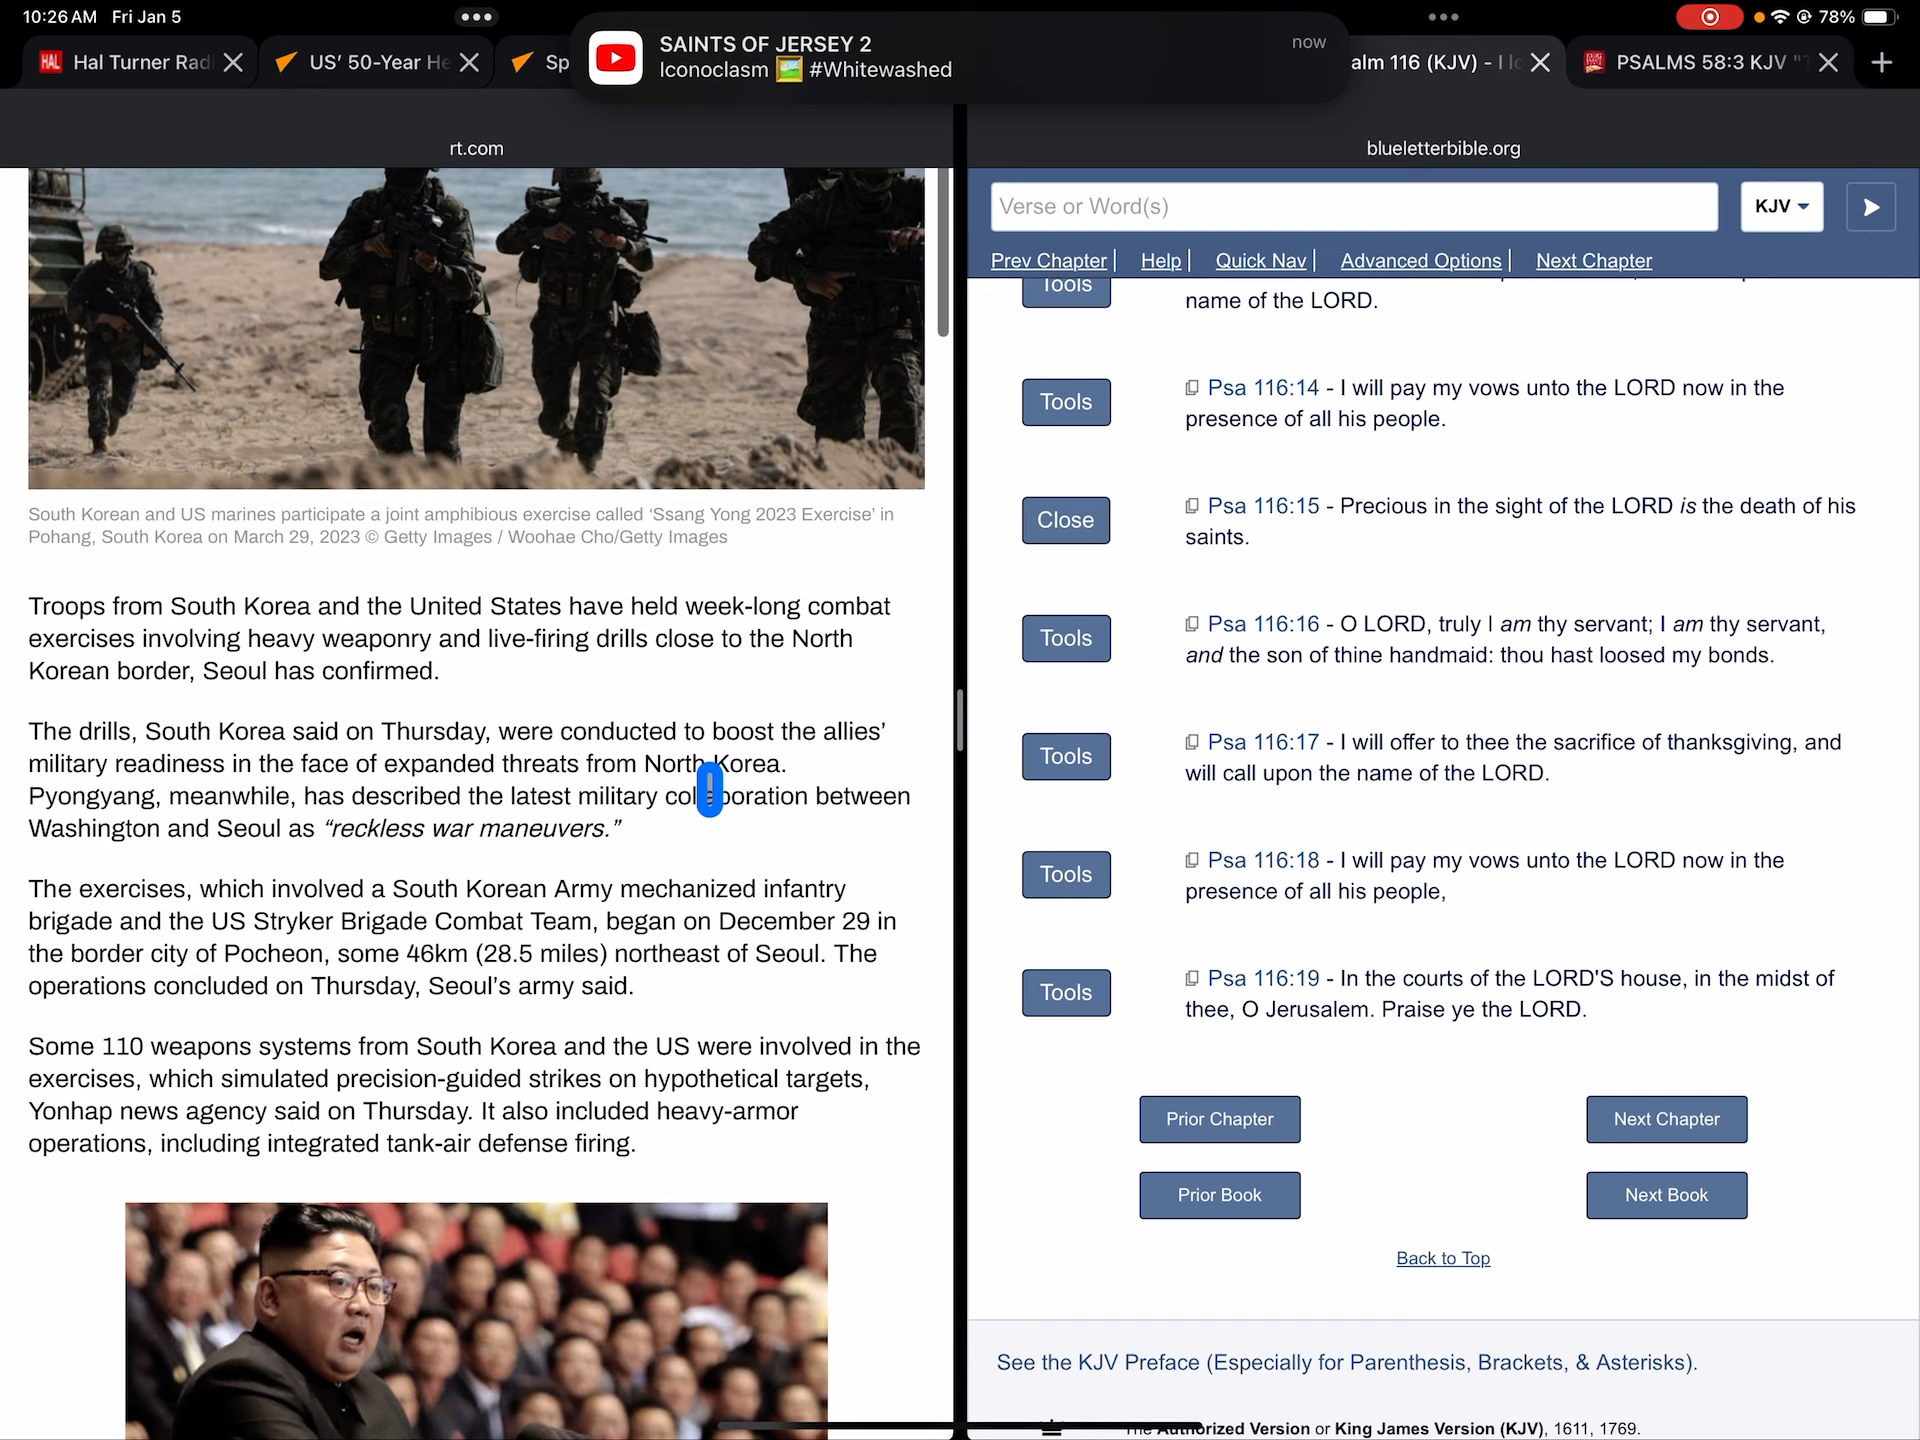 10:26 AM Fri Jan 5
78%
Hal Turner Rad
US' 50-Year He
Sp
SAINTS OF JERSEY 2
Iconoclasm 🖼️ #Whitewashed
now
alm 116 (KJV) - I lo
PSALMS 58:3 KJV "T
rt.com
South Korean and US marines participate a joint amphibious exercise called ‘Ssang Yong 2023 Exercise’ in
Pohang, South Korea on March 29, 2023 © Getty Images / Woohae Cho/Getty Images
Troops from South Korea and the United States have held week-long combat
exercises involving heavy weaponry and live-firing drills close to the North
Korean border, Seoul has confirmed.
The drills, South Korea said on Thursday, were conducted to boost the allies’
military readiness in the face of expanded threats from North Korea.
Pyongyang, meanwhile, has described the latest military collaboration between
Washington and Seoul as “reckless war maneuvers.”
The exercises, which involved a South Korean Army mechanized infantry
brigade and the US Stryker Brigade Combat Team, began on December 29 in
the border city of Pocheon, some 46km (28.5 miles) northeast of Seoul. The
operations concluded on Thursday, Seoul’s army said.
Some 110 weapons systems from South Korea and the US were involved in the
exercises, which simulated precision-guided strikes on hypothetical targets,
Yonhap news agency said on Thursday. It also included heavy-armor
operations, including integrated tank-air defense firing.
blueletterbible.org
Verse or Word(s)
KJV
Prev Chapter | Help | Quick Nav | Advanced Options | Next Chapter
Tools
name of the LORD.
Tools
Psa 116:14 - I will pay my vows unto the LORD now in the
presence of all his people.
Close
Psa 116:15 - Precious in the sight of the LORD is the death of his
saints.
Tools
Psa 116:16 - O LORD, truly I am thy servant; I am thy servant,
and the son of thine handmaid: thou hast loosed my bonds.
Tools
Psa 116:17 - I will offer to thee the sacrifice of thanksgiving, and
will call upon the name of the LORD.
Tools
Psa 116:18 - I will pay my vows unto the LORD now in the
presence of all his people,
Tools
Psa 116:19 - In the courts of the LORD'S house, in the midst of
thee, O Jerusalem. Praise ye the LORD.
Prior Chapter
Next Chapter
Prior Book
Next Book
Back to Top
See the KJV Preface (Especially for Parenthesis, Brackets, & Asterisks).
The Authorized Version or King James Version (KJV), 1611, 1769.